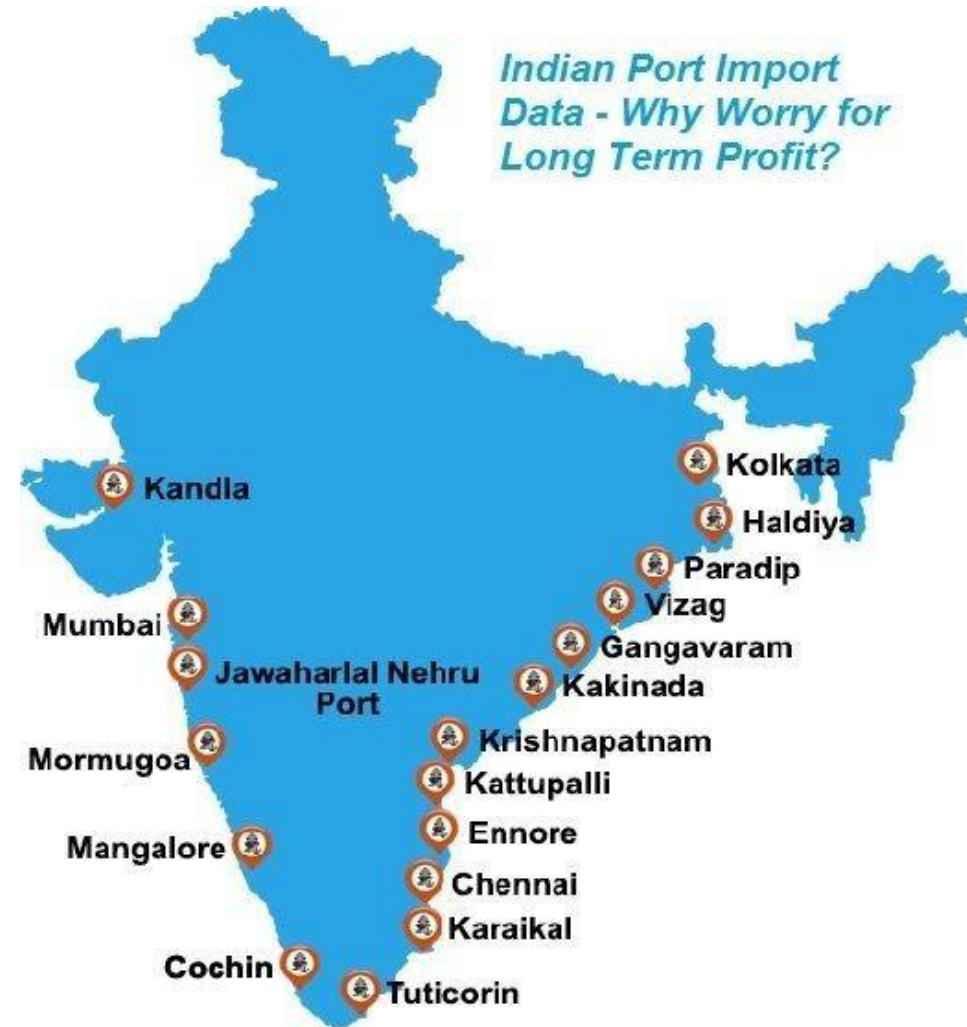 Indian Port Import
Data - Why Worry for
Long Term Profit?
Kolkata
Kandla
Haldiya
Paradip
Vizag
Mumbai
Gangavaram
Jawaharlal Nehru
Port
Kakinada
Krishnapatnam
Mormugoa
Kattupalli
Ennore
Mangalore
Chennai
Karaikal
Cochin
Tuticorin